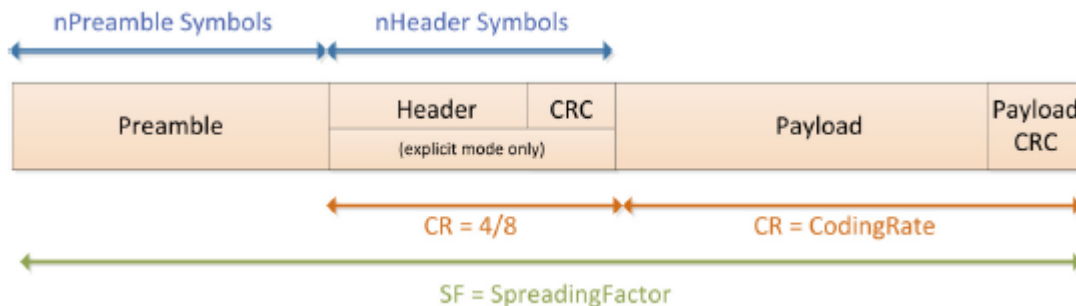 nPreamble Symbols
nHeader Symbols
Preamble
Header
CRC
(explicit mode only)
Payload
Payload
CRC
CR = 4/8
CR = CodingRate
SF = SpreadingFactor